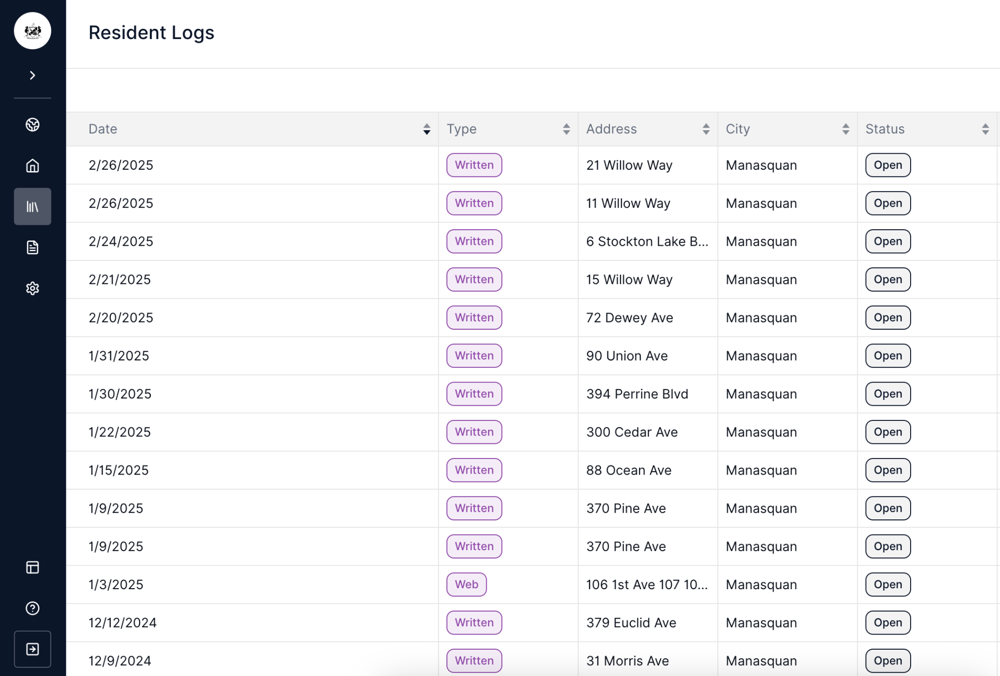 Resident Logs
Date Type Address City Status
2/26/2025 Written 21 Willow Way Manasquan Open
2/26/2025 Written 11 Willow Way Manasquan Open
2/24/2025 Written 6 Stockton Lake B... Manasquan Open
2/21/2025 Written 15 Willow Way Manasquan Open
2/20/2025 Written 72 Dewey Ave Manasquan Open
1/31/2025 Written 90 Union Ave Manasquan Open
1/30/2025 Written 394 Perrine Blvd Manasquan Open
1/22/2025 Written 300 Cedar Ave Manasquan Open
1/15/2025 Written 88 Ocean Ave Manasquan Open
1/9/2025 Written 370 Pine Ave Manasquan Open
1/9/2025 Written 370 Pine Ave Manasquan Open
1/3/2025 Web 106 1st Ave 107 10... Manasquan Open
12/12/2024 Written 379 Euclid Ave Manasquan Open
12/9/2024 Written 31 Morris Ave Manasquan Open